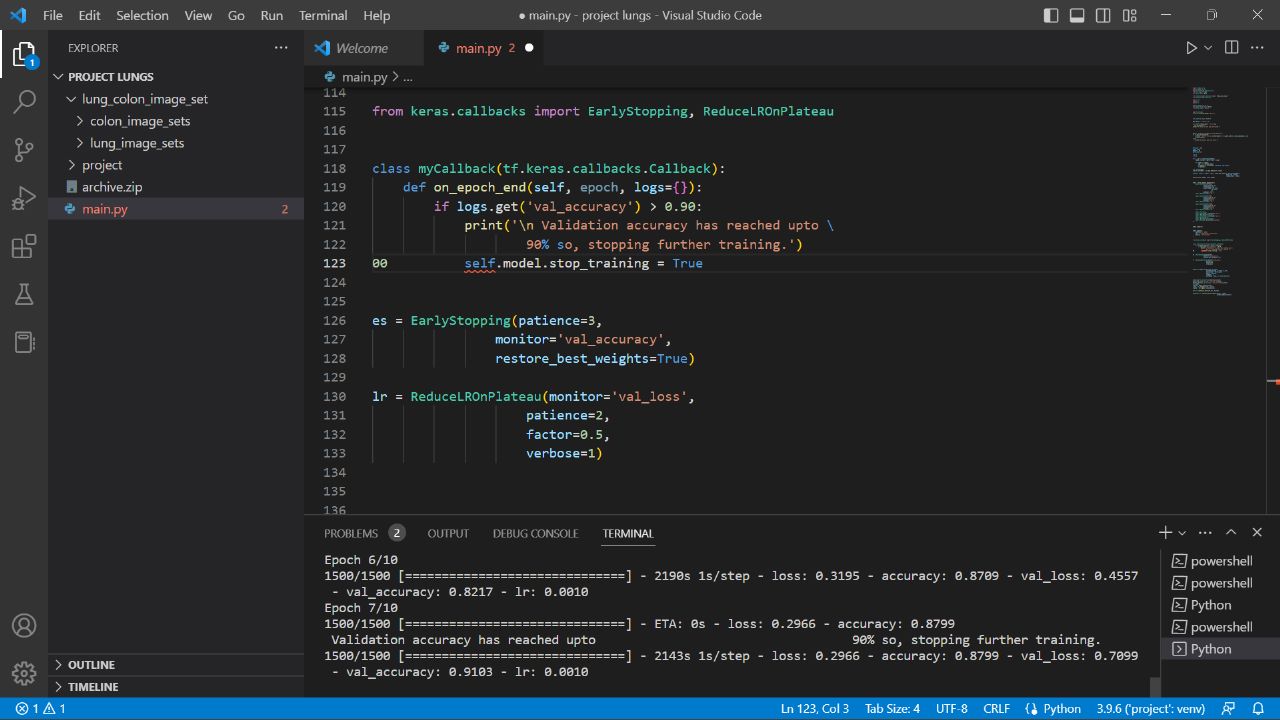 File Edit Selection View Go Run Terminal Help
● main.py - project lungs - Visual Studio Code
EXPLORER
PROJECT LUNGS
lung_colon_image_set
colon_image_sets
lung_image_sets
project
archive.zip
main.py 2
OUTLINE
TIMELINE
1
Welcome
main.py 2
main.py > ...
114
115 from keras.callbacks import EarlyStopping, ReduceLROnPlateau
116
117
118 class myCallback(tf.keras.callbacks.Callback):
119     def on_epoch_end(self, epoch, logs={}):
120         if logs.get('val_accuracy') > 0.90:
121             print('\n Validation accuracy has reached upto \
122                     90% so, stopping further training.')
123 00          self.model.stop_training = True
124
125
126 es = EarlyStopping(patience=3,
127                 monitor='val_accuracy',
128                 restore_best_weights=True)
129
130 lr = ReduceLROnPlateau(monitor='val_loss',
131                     patience=2,
132                     factor=0.5,
133                     verbose=1)
134
135
136
PROBLEMS 2 OUTPUT DEBUG CONSOLE TERMINAL
Epoch 6/10
1500/1500 [==============================] - 2190s 1s/step - loss: 0.3195 - accuracy: 0.8709 - val_loss: 0.4557
 - val_accuracy: 0.8217 - lr: 0.0010
Epoch 7/10
1500/1500 [==============================] - ETA: 0s - loss: 0.2966 - accuracy: 0.8799
 Validation accuracy has reached upto                                 90% so, stopping further training.
1500/1500 [==============================] - 2143s 1s/step - loss: 0.2966 - accuracy: 0.8799 - val_loss: 0.7099
 - val_accuracy: 0.9103 - lr: 0.0010
powershell
powershell
Python
powershell
Python
1 1
Ln 123, Col 3 Tab Size: 4 UTF-8 CRLF Python 3.9.6 ('project': venv)